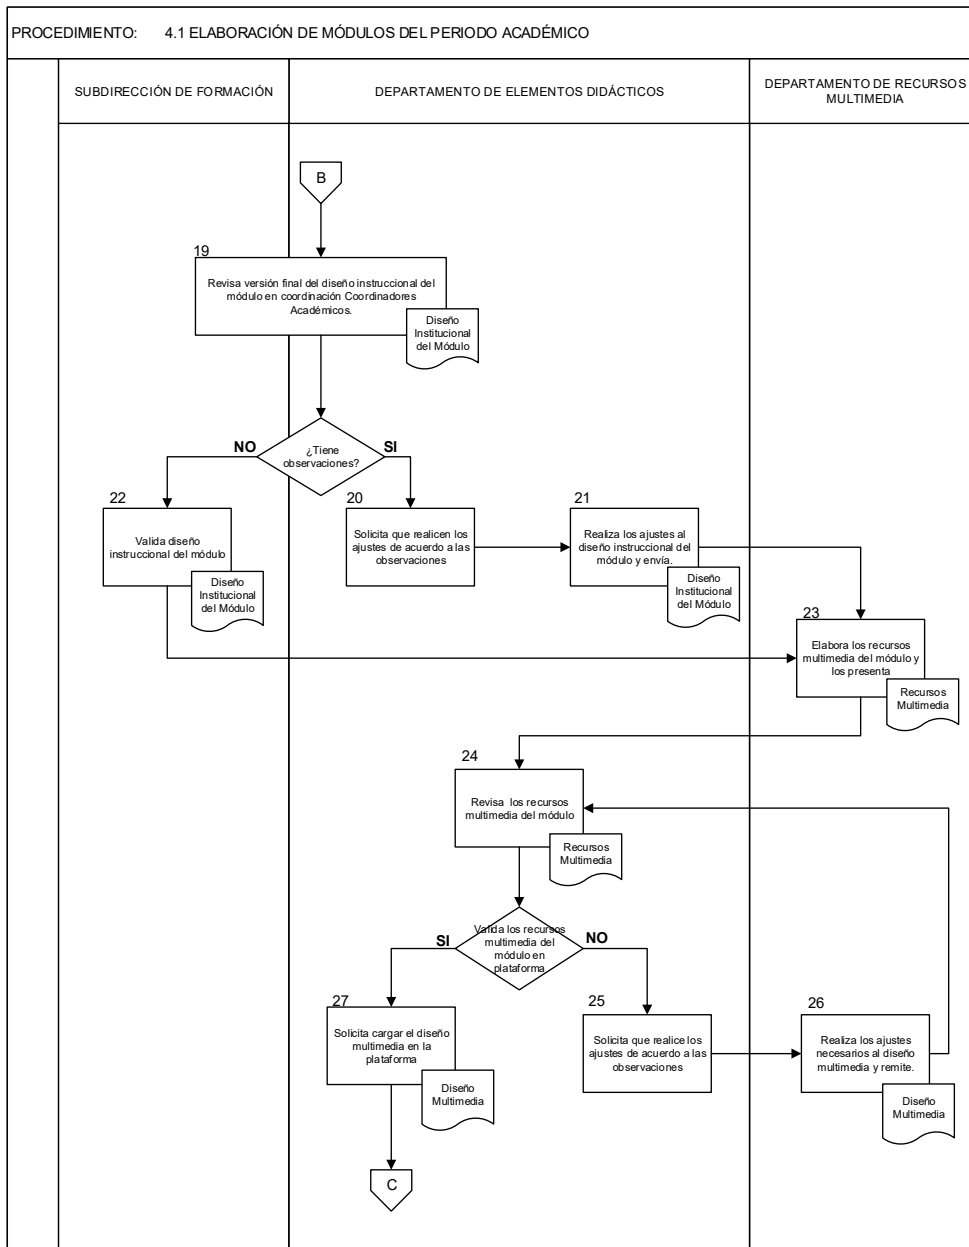 PROCEDIMIENTO: 4.1 ELABORACIÓN DE MÓDULOS DEL PERIODO ACADÉMICO
SUBDIRECCIÓN DE FORMACIÓN
DEPARTAMENTO DE ELEMENTOS DIDÁCTICOS
DEPARTAMENTO DE RECURSOS
MULTIMEDIA
B
19
Revisa versión final del diseño instruccional del
módulo en coordinación Coordinadores
Académicos.
Diseño
Institucional
del Módulo
¿Tiene
observaciones?
NO
SI
22
Valida diseño
instruccional del módulo
Diseño
Institucional
del Módulo
20
Solicita que realicen los
ajustes de acuerdo a las
observaciones
21
Realiza los ajustes al
diseño instruccional del
módulo y envía.
Diseño
Institucional
del Módulo
23
Elabora los recursos
multimedia del módulo y
los presenta
Recursos
Multimedia
24
Revisa los recursos
multimedia del módulo
Recursos
Multimedia
Valida los recursos
multimedia del
módulo en
plataforma
SI
NO
27
Solicita cargar el diseño
multimedia en la
plataforma
Diseño
Multimedia
25
Solicita que realice los
ajustes de acuerdo a las
observaciones
26
Realiza los ajustes
necesarios al diseño
multimedia y remite.
Diseño
Multimedia
C